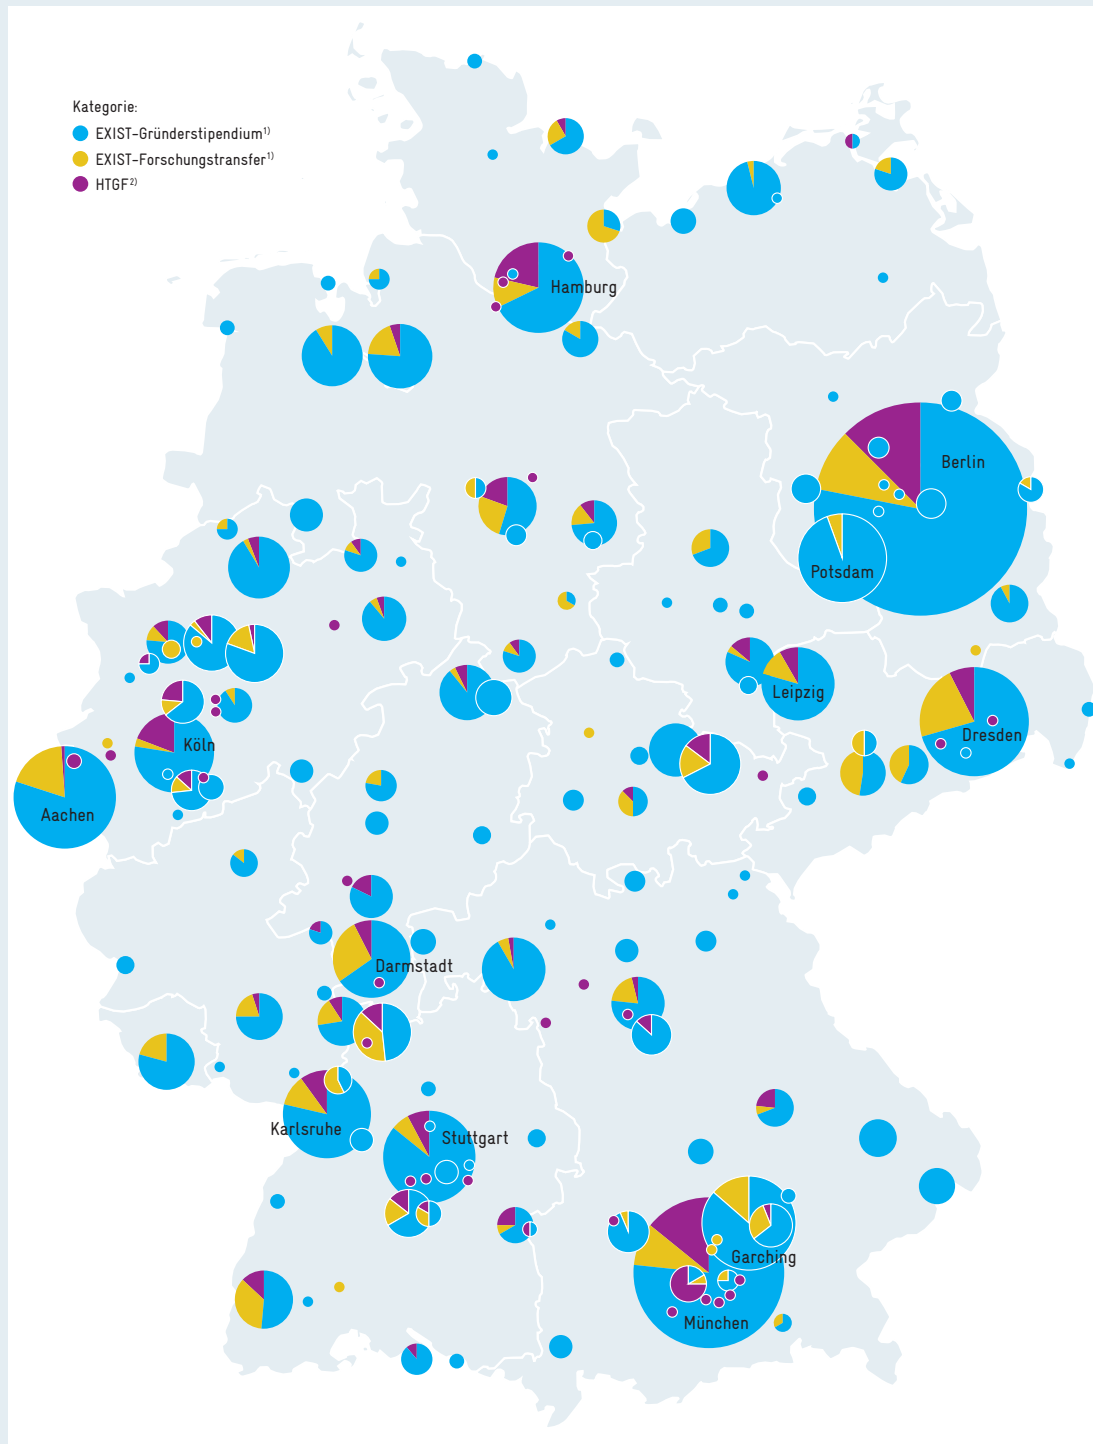 Kategorie:
EXIST-Gründerstipendium¹⁾
EXIST-Forschungstransfer¹⁾
HTGF²⁾
Hamburg
Berlin
Potsdam
Leipzig
Köln
Dresden
Aachen
Darmstadt
Karlsruhe
Stuttgart
Garching
München